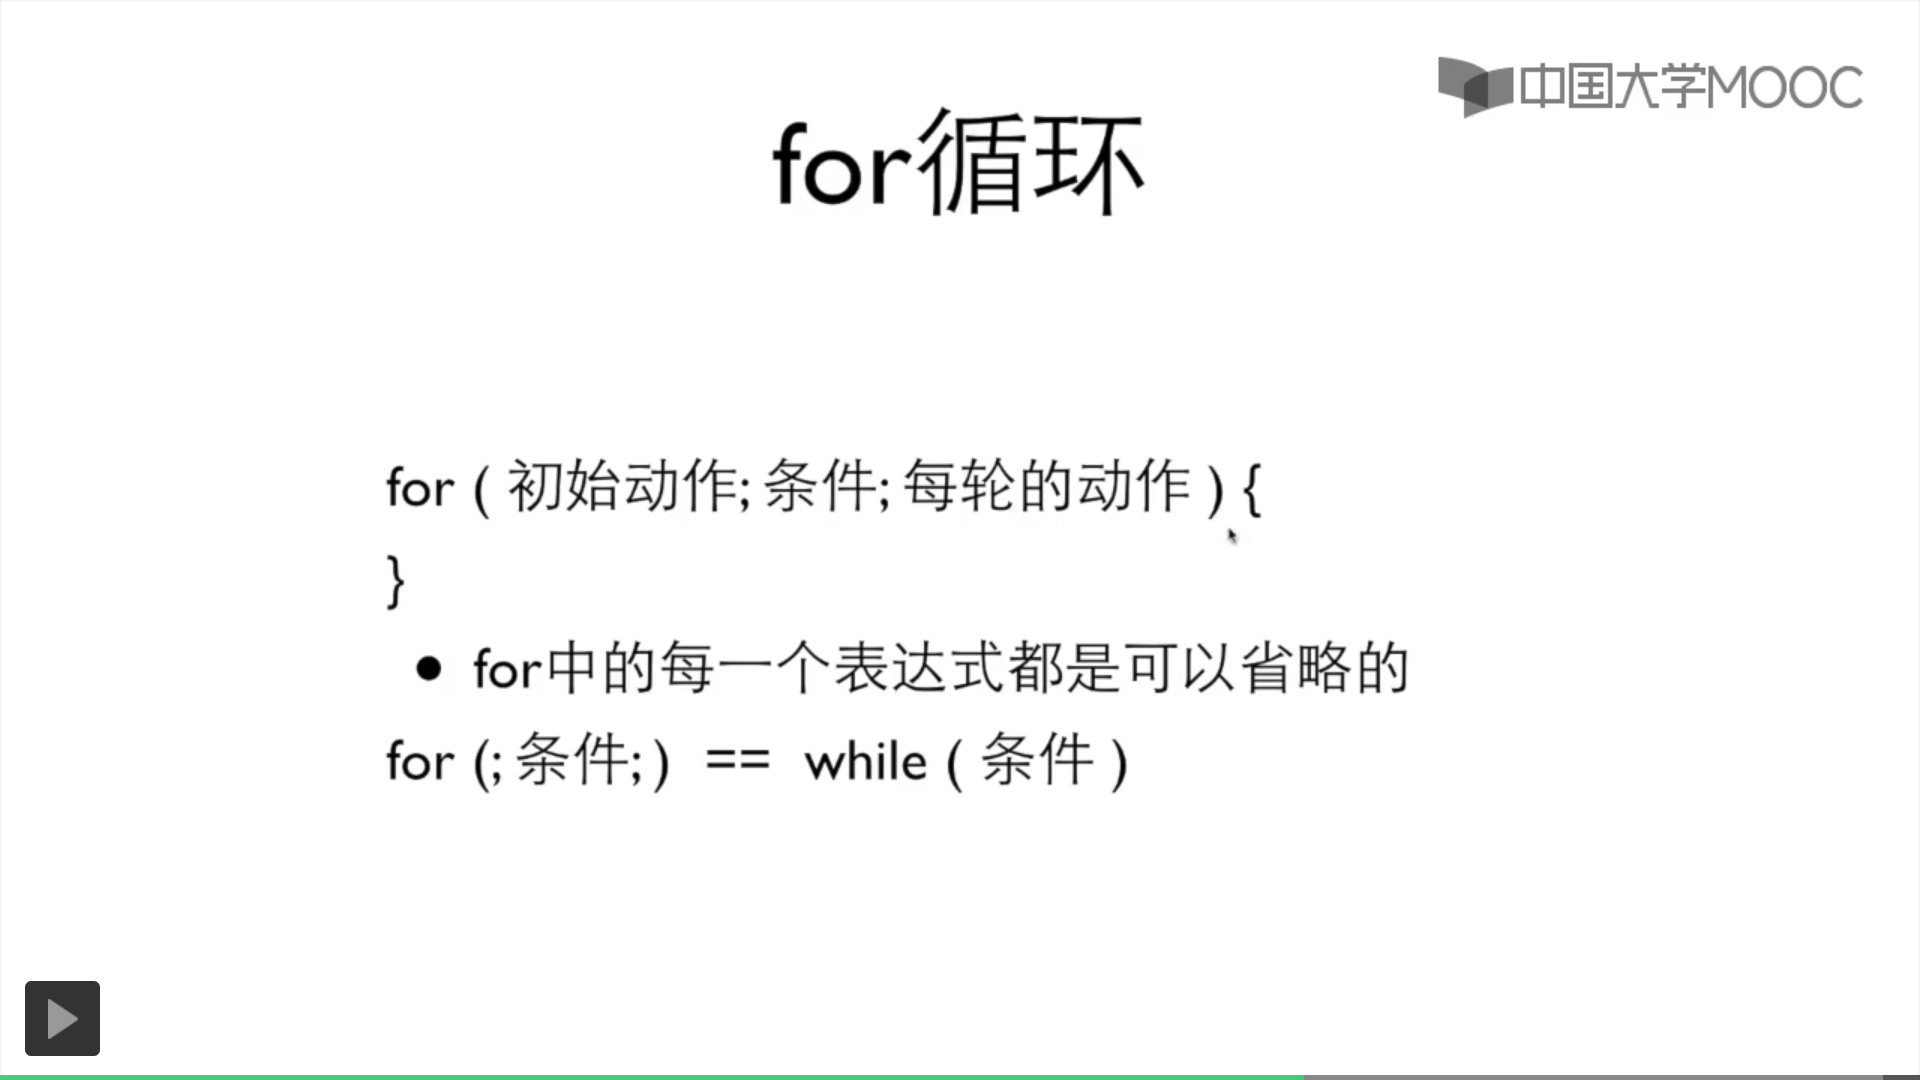 中国大学MOOC
for循环
for ( 初始动作; 条件; 每轮的动作 ) {
}
• for中的每一个表达式都是可以省略的
for (; 条件; ) == while ( 条件 )